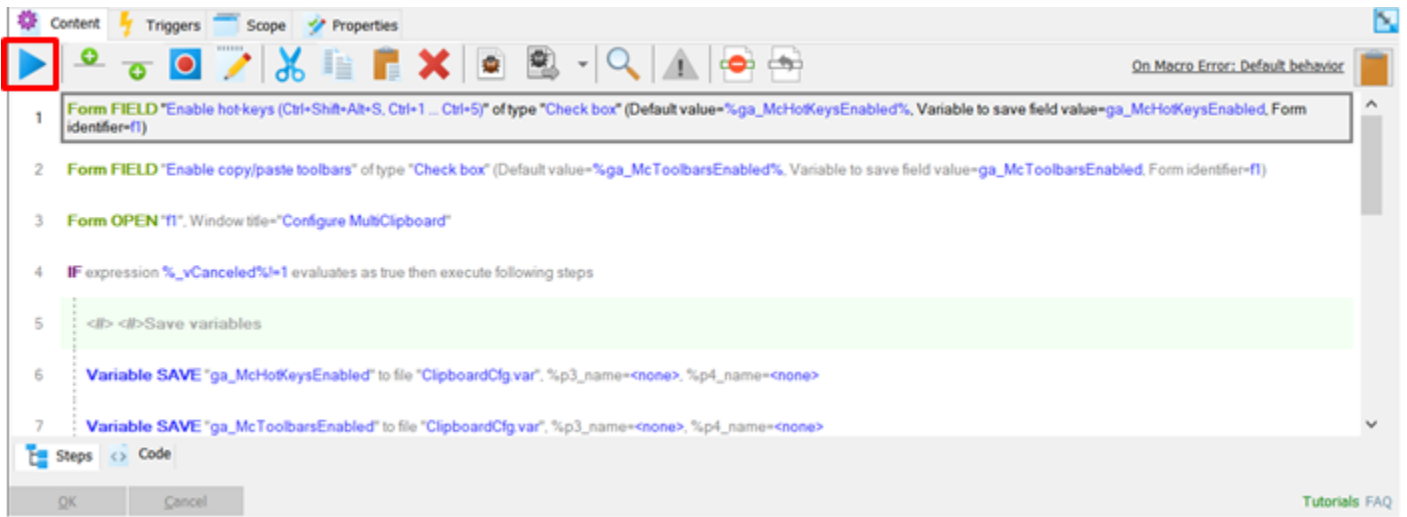 Content Triggers Scope Properties
On Macro Error: Default behavior
1 Form FIELD "Enable hot-keys (Ctrl+Shift+Alt+S, Ctrl+1 ... Ctrl+5)" of type "Check box" (Default value=%ga_McHotKeysEnabled%, Variable to save field value=ga_McHotKeysEnabled, Form
identifier=f1)
2 Form FIELD "Enable copy/paste toolbars" of type "Check box" (Default value=%ga_McToolbarsEnabled%, Variable to save field value=ga_McToolbarsEnabled, Form identifier=f1)
3 Form OPEN "f1", Window title="Configure MultiClipboard"
4 IF expression %_vCanceled%!=1 evaluates as true then execute following steps
5 <#> <#>Save variables
6 Variable SAVE "ga_McHotKeysEnabled" to file "ClipboardCfg.var", %p3_name=<none>, %p4_name=<none>
7 Variable SAVE "ga_McToolbarsEnabled" to file "ClipboardCfg.var", %p3_name=<none>, %p4_name=<none>
Steps <> Code
OK Cancel
Tutorials FAQ